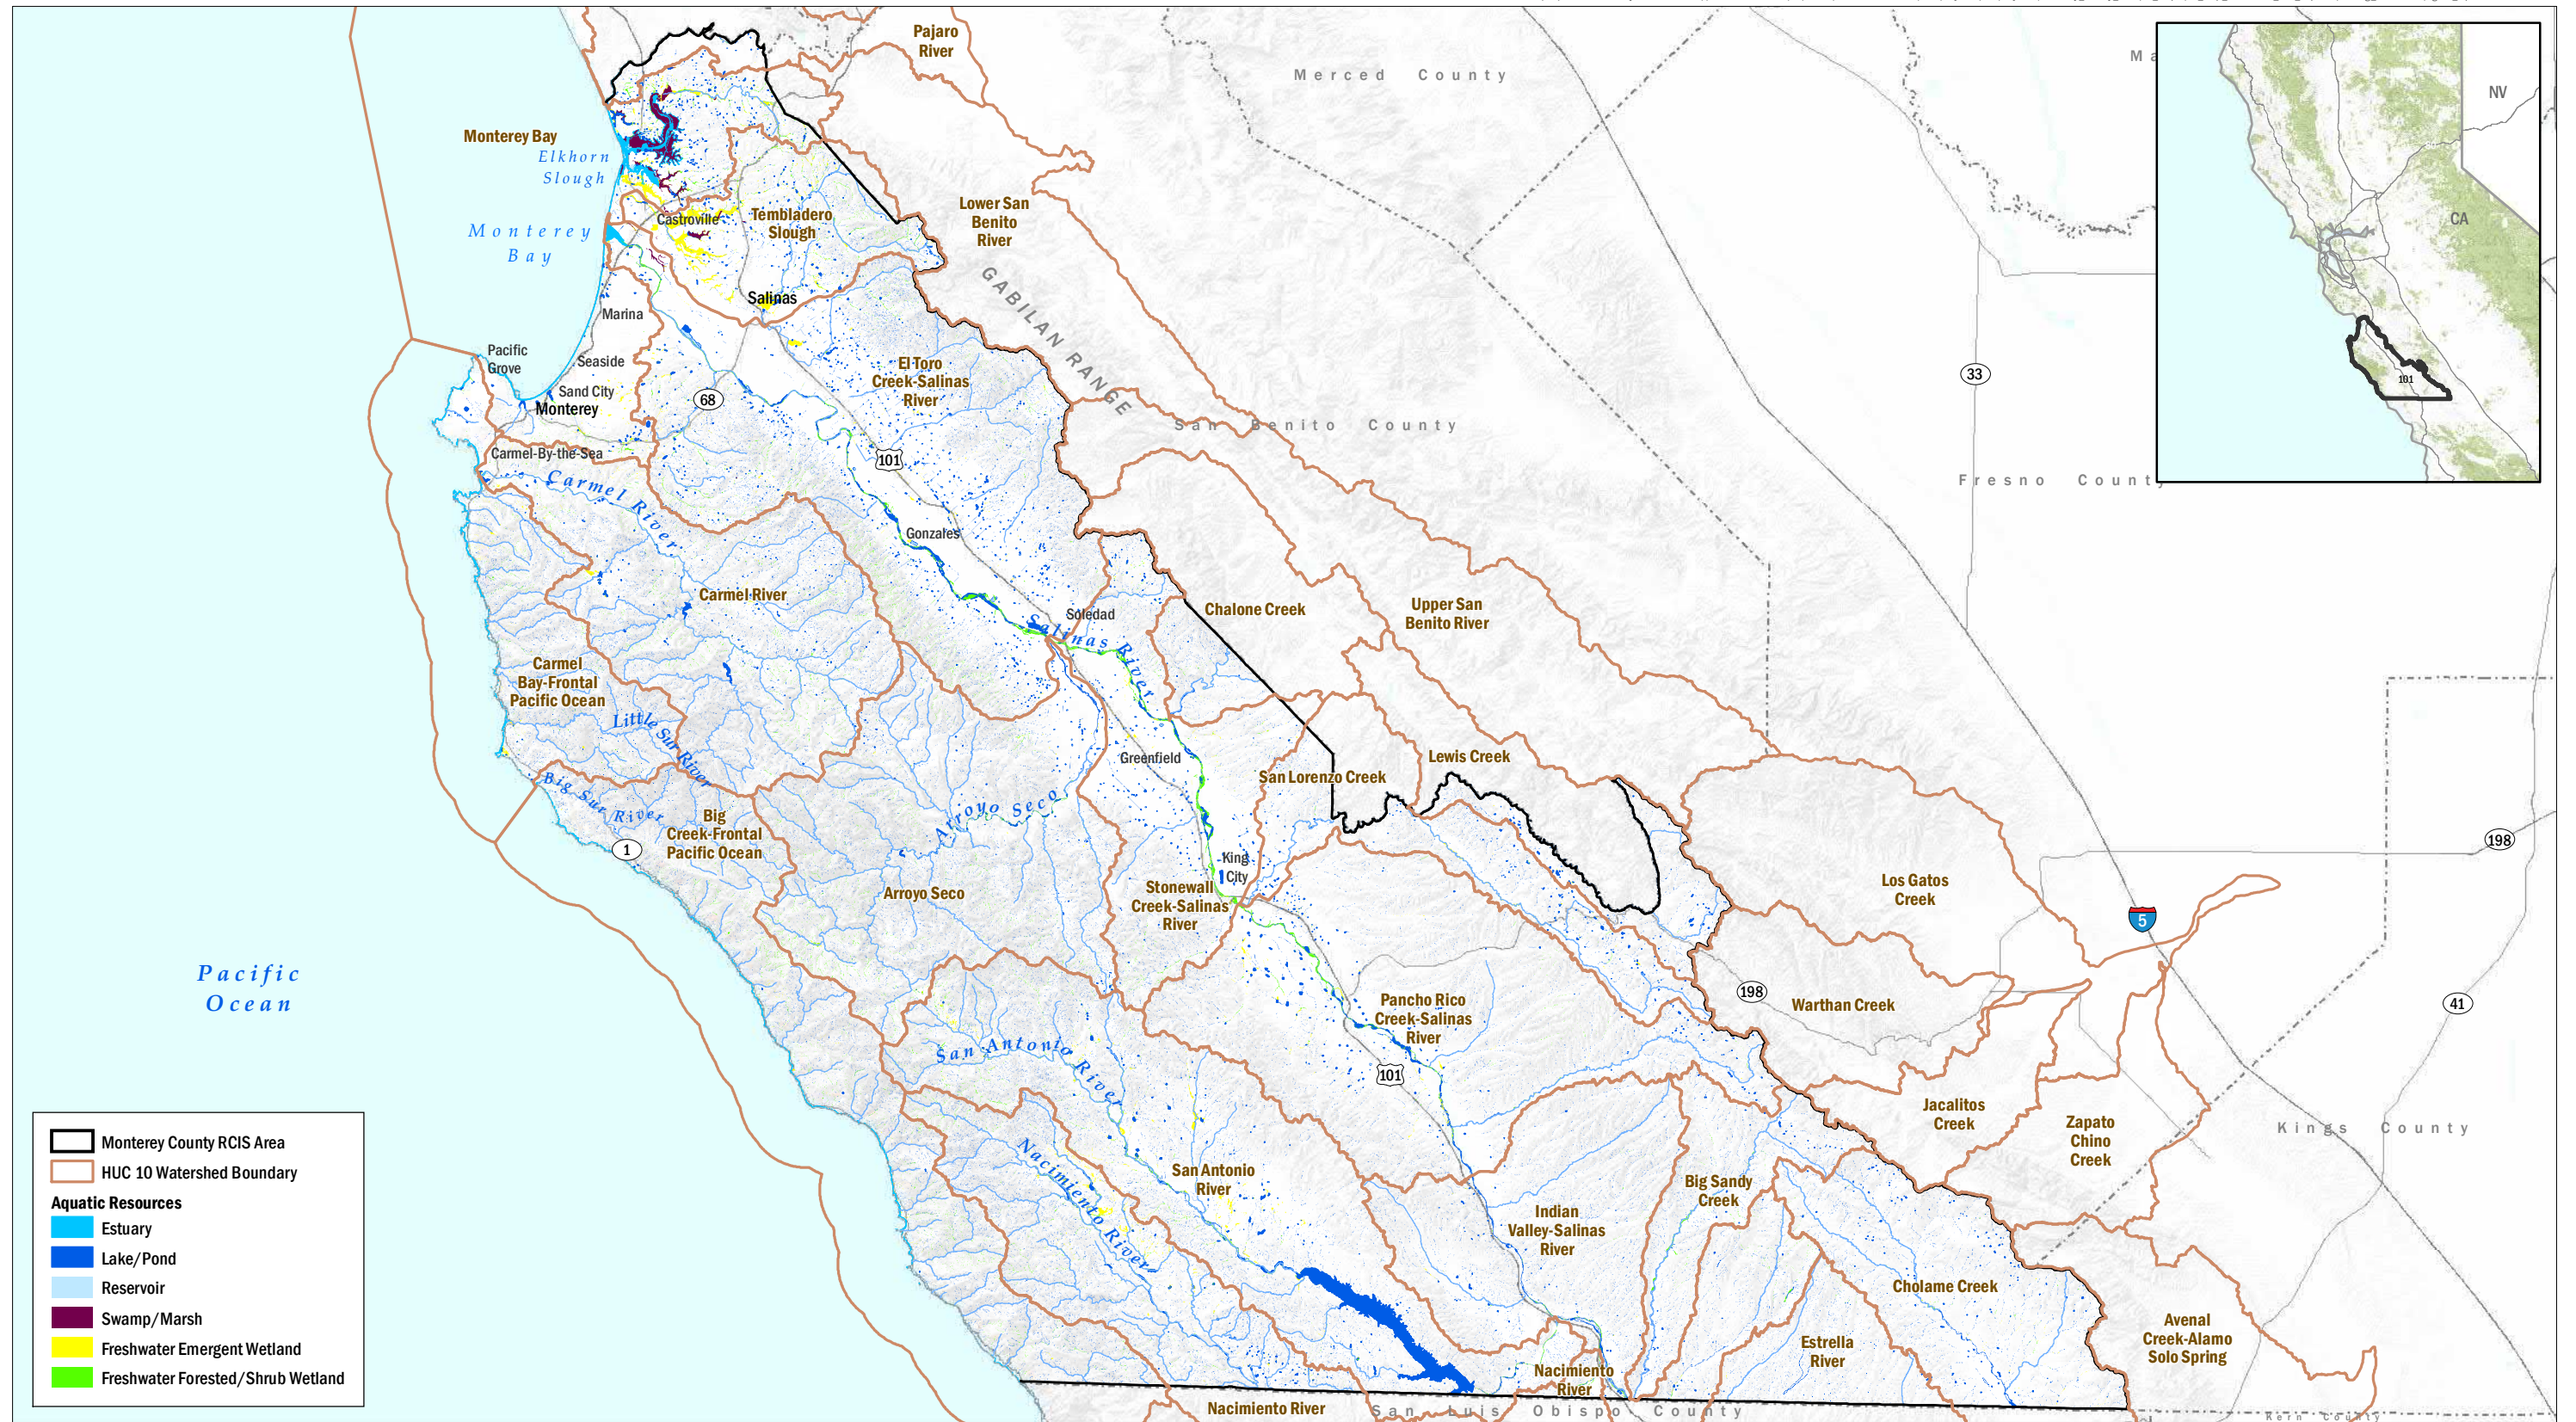 Pajaro
River
Merced County
Ma
NV
CA
101
Monterey Bay
Elkhorn
Slough
Monterey
Bay
Castroville
Tembladero
Slough
Lower San
Benito
River
GABILAN RANGE
Salinas
Marina
Pacific
Grove
Seaside
Sand City
Monterey
68
El Toro
Creek-Salinas
River
33
San Benito County
Carmel-By-the-Sea
Carmel River
101
Fresno County
Gonzales
Carmel River
Soledad
Salinas River
Chalone Creek
Upper San
Benito River
Carmel
Bay-Frontal
Pacific Ocean
Little Sur River
Greenfield
Lewis Creek
San Lorenzo Creek
Big Sur River
Big
Creek-Frontal
Pacific Ocean
Arroyo Seco
1
198
King
City
Stonewall
Creek-Salinas
River
Arroyo Seco
Los Gatos
Creek
5
Pacific
Ocean
198
Warthan Creek
41
Pancho Rico
Creek-Salinas
River
San Antonio River
101
Jacalitos
Creek
Zapato
Chino
Creek
Kings County
Nacimiento River
San Antonio
River
Big Sandy
Creek
Indian
Valley-Salinas
River
Cholame Creek
Estrella
River
Avenal
Creek-Alamo
Solo Spring
Nacimiento
River
Nacimiento River
San Luis Obispo County
Kern County
Monterey County RCIS Area
HUC 10 Watershed Boundary
Aquatic Resources
Estuary
Lake/Pond
Reservoir
Swamp/Marsh
Freshwater Emergent Wetland
Freshwater Forested/Shrub Wetland